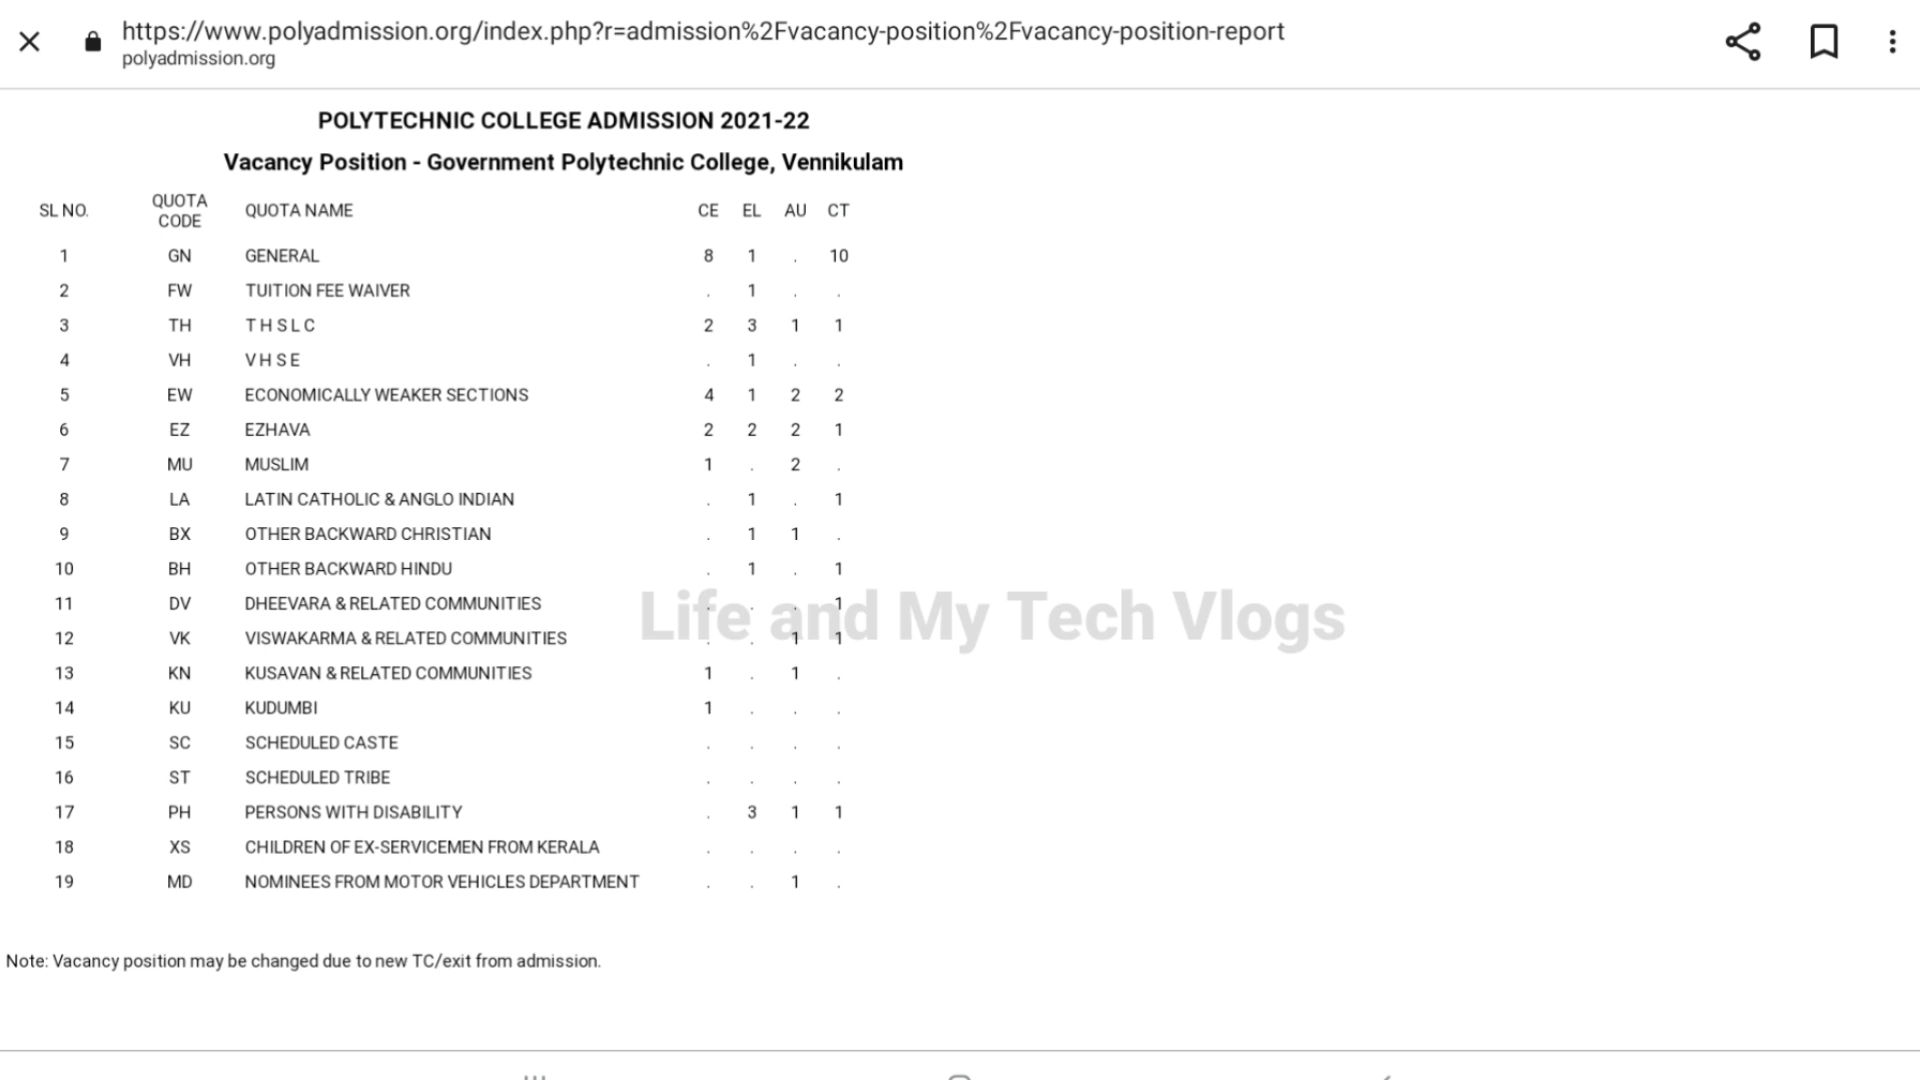 https://www.polyadmission.org/index.php?r=admission%2Fvacancy-position%2Fvacancy-position-report
polyadmission.org
POLYTECHNIC COLLEGE ADMISSION 2021-22
Vacancy Position - Government Polytechnic College, Vennikulam
SL NO. QUOTA CODE QUOTA NAME CE EL AU CT
1 GN GENERAL 8 1 . 10
2 FW TUITION FEE WAIVER . 1 . .
3 TH T H S L C 2 3 1 1
4 VH V H S E . 1 . .
5 EW ECONOMICALLY WEAKER SECTIONS 4 1 2 2
6 EZ EZHAVA 2 2 2 1
7 MU MUSLIM 1 . 2 .
8 LA LATIN CATHOLIC & ANGLO INDIAN . 1 . 1
9 BX OTHER BACKWARD CHRISTIAN . 1 1 .
10 BH OTHER BACKWARD HINDU . 1 . 1
11 DV DHEEVARA & RELATED COMMUNITIES . . . 1
12 VK VISWAKARMA & RELATED COMMUNITIES . . 1 1
Life and My Tech Vlogs
13 KN KUSAVAN & RELATED COMMUNITIES 1 . 1 .
14 KU KUDUMBI 1 . . .
15 SC SCHEDULED CASTE . . . .
16 ST SCHEDULED TRIBE . . . .
17 PH PERSONS WITH DISABILITY . 3 1 1
18 XS CHILDREN OF EX-SERVICEMEN FROM KERALA . . . .
19 MD NOMINEES FROM MOTOR VEHICLES DEPARTMENT . . 1 .
Note: Vacancy position may be changed due to new TC/exit from admission.